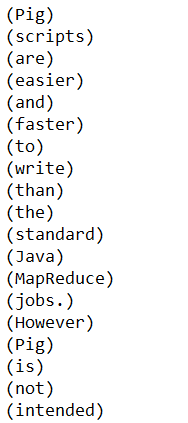 (Pig)
(scripts)
(are)
(easier)
(and)
(faster)
(to)
(write)
(than)
(the)
(standard)
(Java)
(MapReduce)
(jobs.)
(However)
(Pig)
(is)
(not)
(intended)